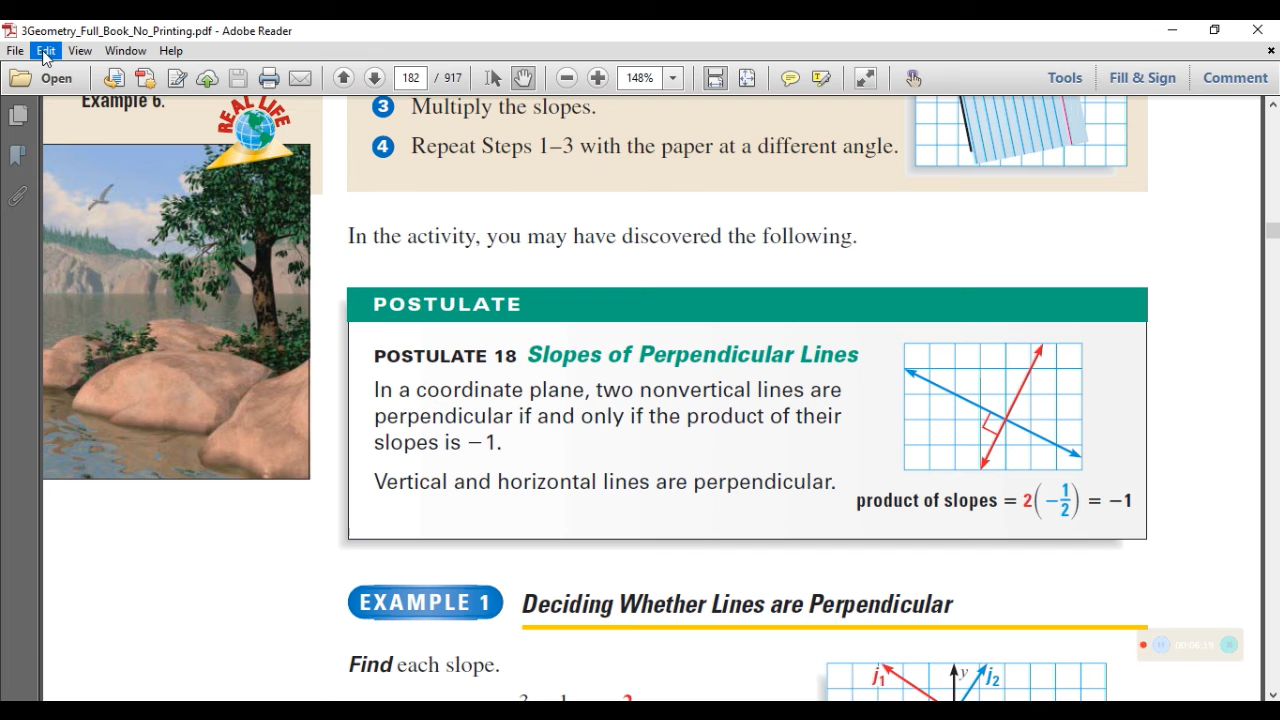 3Geometry_Full_Book_No_Printing.pdf - Adobe Reader
File Edit View Window Help
Open 182 / 917 148% Tools Fill & Sign Comment
Example 6.
REAL LIFE
3 Multiply the slopes.
4 Repeat Steps 1–3 with the paper at a different angle.
In the activity, you may have discovered the following.
POSTULATE
POSTULATE 18 Slopes of Perpendicular Lines
In a coordinate plane, two nonvertical lines are
perpendicular if and only if the product of their
slopes is −1.
Vertical and horizontal lines are perpendicular.
product of slopes = 2(−1/2) = −1
EXAMPLE 1 Deciding Whether Lines are Perpendicular
00:06:19
Find each slope.
j1 y j2